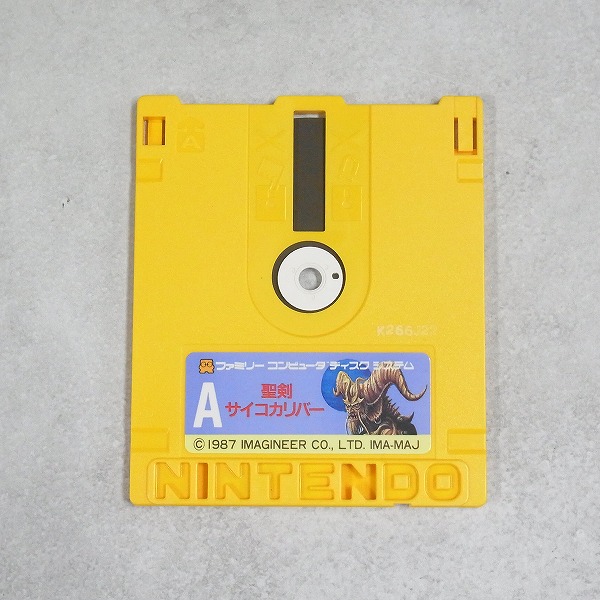 A
K266J22
ファミリー コンピュータ ディスク システム
A
聖剣
サイコカリバー
©1987 IMAGINEER CO., LTD. IMA-MAJ
NINTENDO